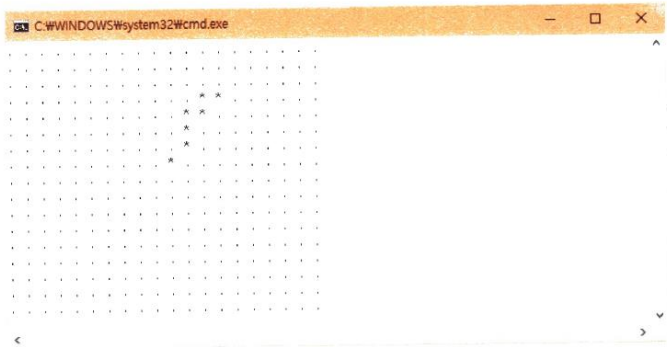 C:₩WINDOWS₩system32₩cmd.exe
. . . . . . . . . . . . . . . . . . . .
. . . . . . . . . . . . . . . . . . . .
. . . . . . . . . . . . . . . . . . . .
. . . . . . . . . . . . * * . . . . . .
. . . . . . . . . . . * * . . . . . . .
. . . . . . . . . . . * . . . . . . . .
. . . . . . . . . . . * . . . . . . . .
. . . . . . . . . . * . . . . . . . . .
. . . . . . . . . . . . . . . . . . . .
. . . . . . . . . . . . . . . . . . . .
. . . . . . . . . . . . . . . . . . . .
. . . . . . . . . . . . . . . . . . . .
. . . . . . . . . . . . . . . . . . . .
. . . . . . . . . . . . . . . . . . . .
. . . . . . . . . . . . . . . . . . . .
. . . . . . . . . . . . . . . . . . . .
. . . . . . . . . . . . . . . . . . . .